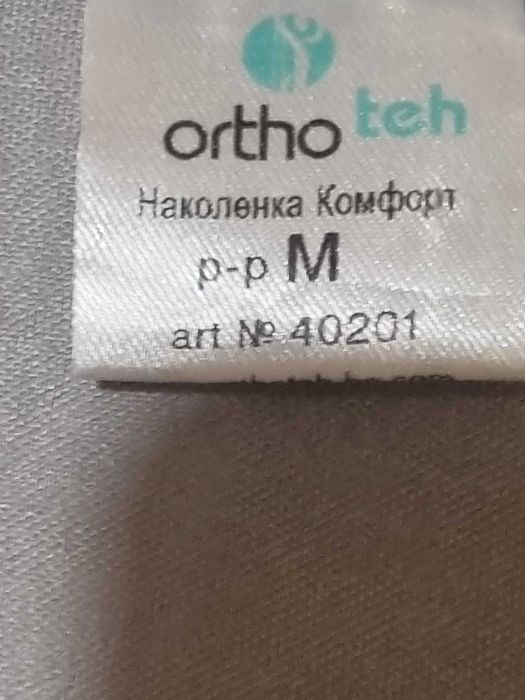 ortho teh
Наколенка Комфорт
р-р M
art № 40201